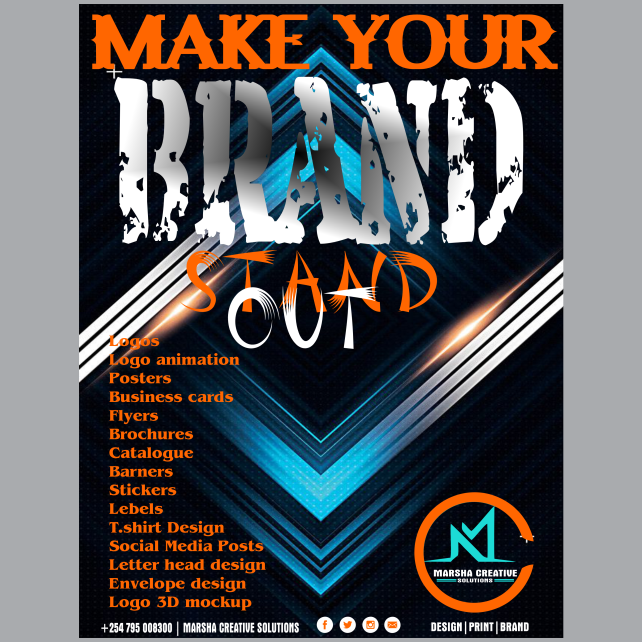 MAKE YOUR
BRAND
STAND
OUT
Logos
Logo animation
Posters
Business cards
Flyers
Brochures
Catalogue
Barners
Stickers
Lebels
T.shirt Design
Social Media Posts
Letter head design
Envelope design
Logo 3D mockup
MARSHA CREATIVE
SOLUTIONS
+254 795 008300 | MARSHA CREATIVE SOLUTIONS
DESIGN | PRINT | BRAND